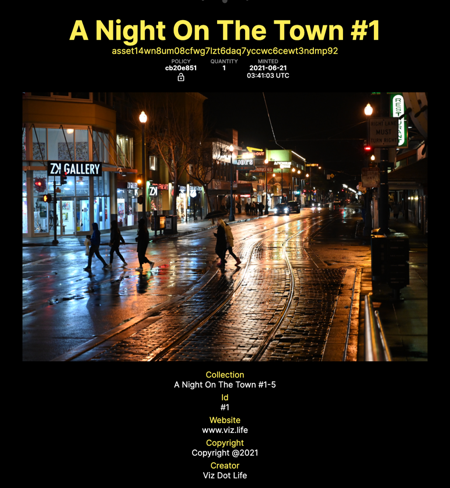 A Night On The Town #1
asset14wn8um08cfwg7lzt6daq7yccwc6cewt3ndmp92
POLICY QUANTITY MINTED
cb20e851 1 2021-06-21
03:41:03 UTC
ZK GALLERY
Collection
A Night On The Town #1-5
Id
#1
Website
www.viz.life
Copyright
Copyright @2021
Creator
Viz Dot Life